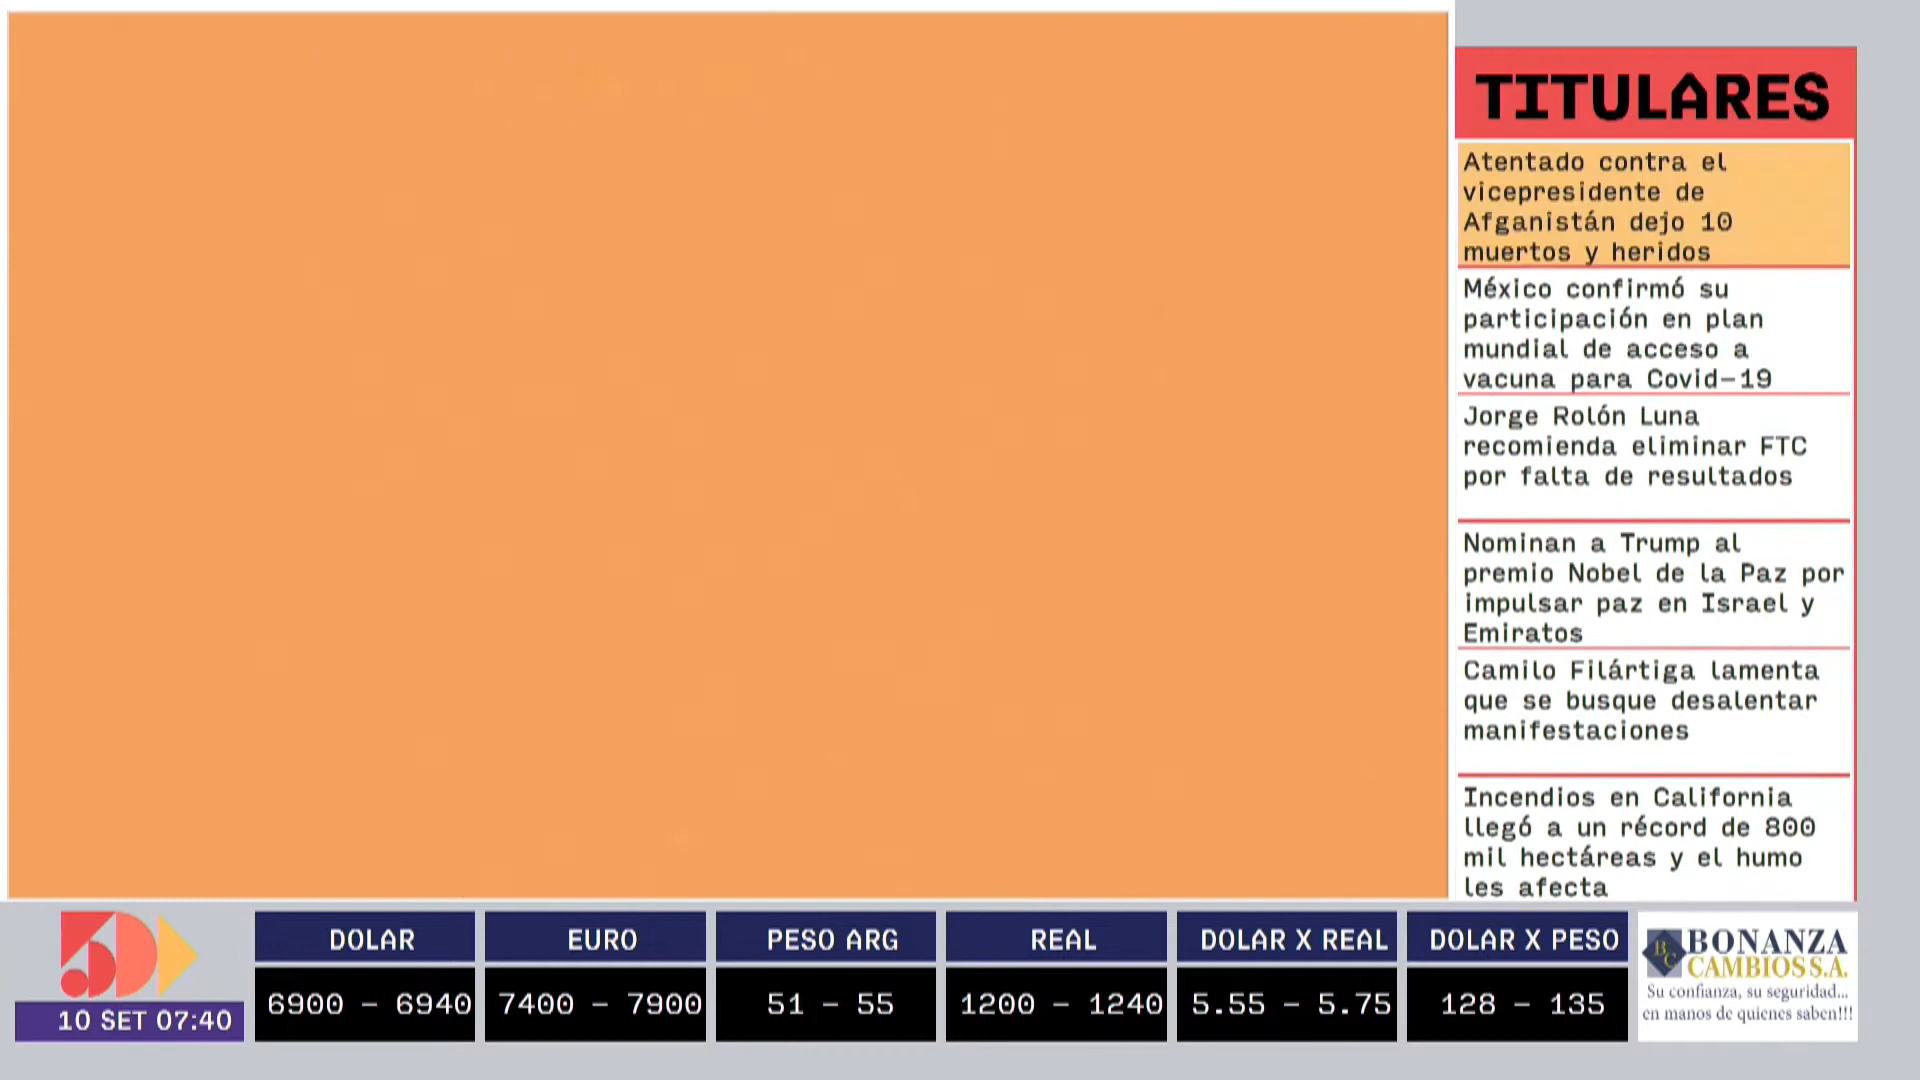 TITULARES
Atentado contra el
vicepresidente de
Afganistán dejo 10
muertos y heridos
México confirmó su
participación en plan
mundial de acceso a
vacuna para Covid-19
Jorge Rolón Luna
recomienda eliminar FTC
por falta de resultados
Nominan a Trump al
premio Nobel de la Paz por
impulsar paz en Israel y
Emiratos
Camilo Filártiga lamenta
que se busque desalentar
manifestaciones
Incendios en California
llegó a un récord de 800
mil hectáreas y el humo
les afecta
5D
10 SET 07:40
DOLAR
6900 - 6940
EURO
7400 - 7900
PESO ARG
51 - 55
REAL
1200 - 1240
DOLAR X REAL
5.55 - 5.75
DOLAR X PESO
128 - 135
BC
BONANZA
CAMBIOS S.A.
Su confianza, su seguridad...
en manos de quienes saben!!!